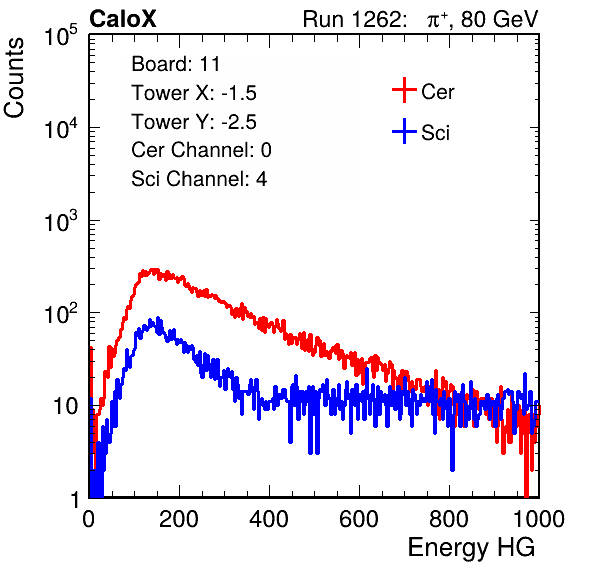 CaloX Run 1262: π⁺, 80 GeV
Counts
10⁵
10⁴
10³
10²
10
1
Board: 11
Tower X: -1.5
Tower Y: -2.5
Cer Channel: 0
Sci Channel: 4
Cer
Sci
0 200 400 600 800 1000
Energy HG